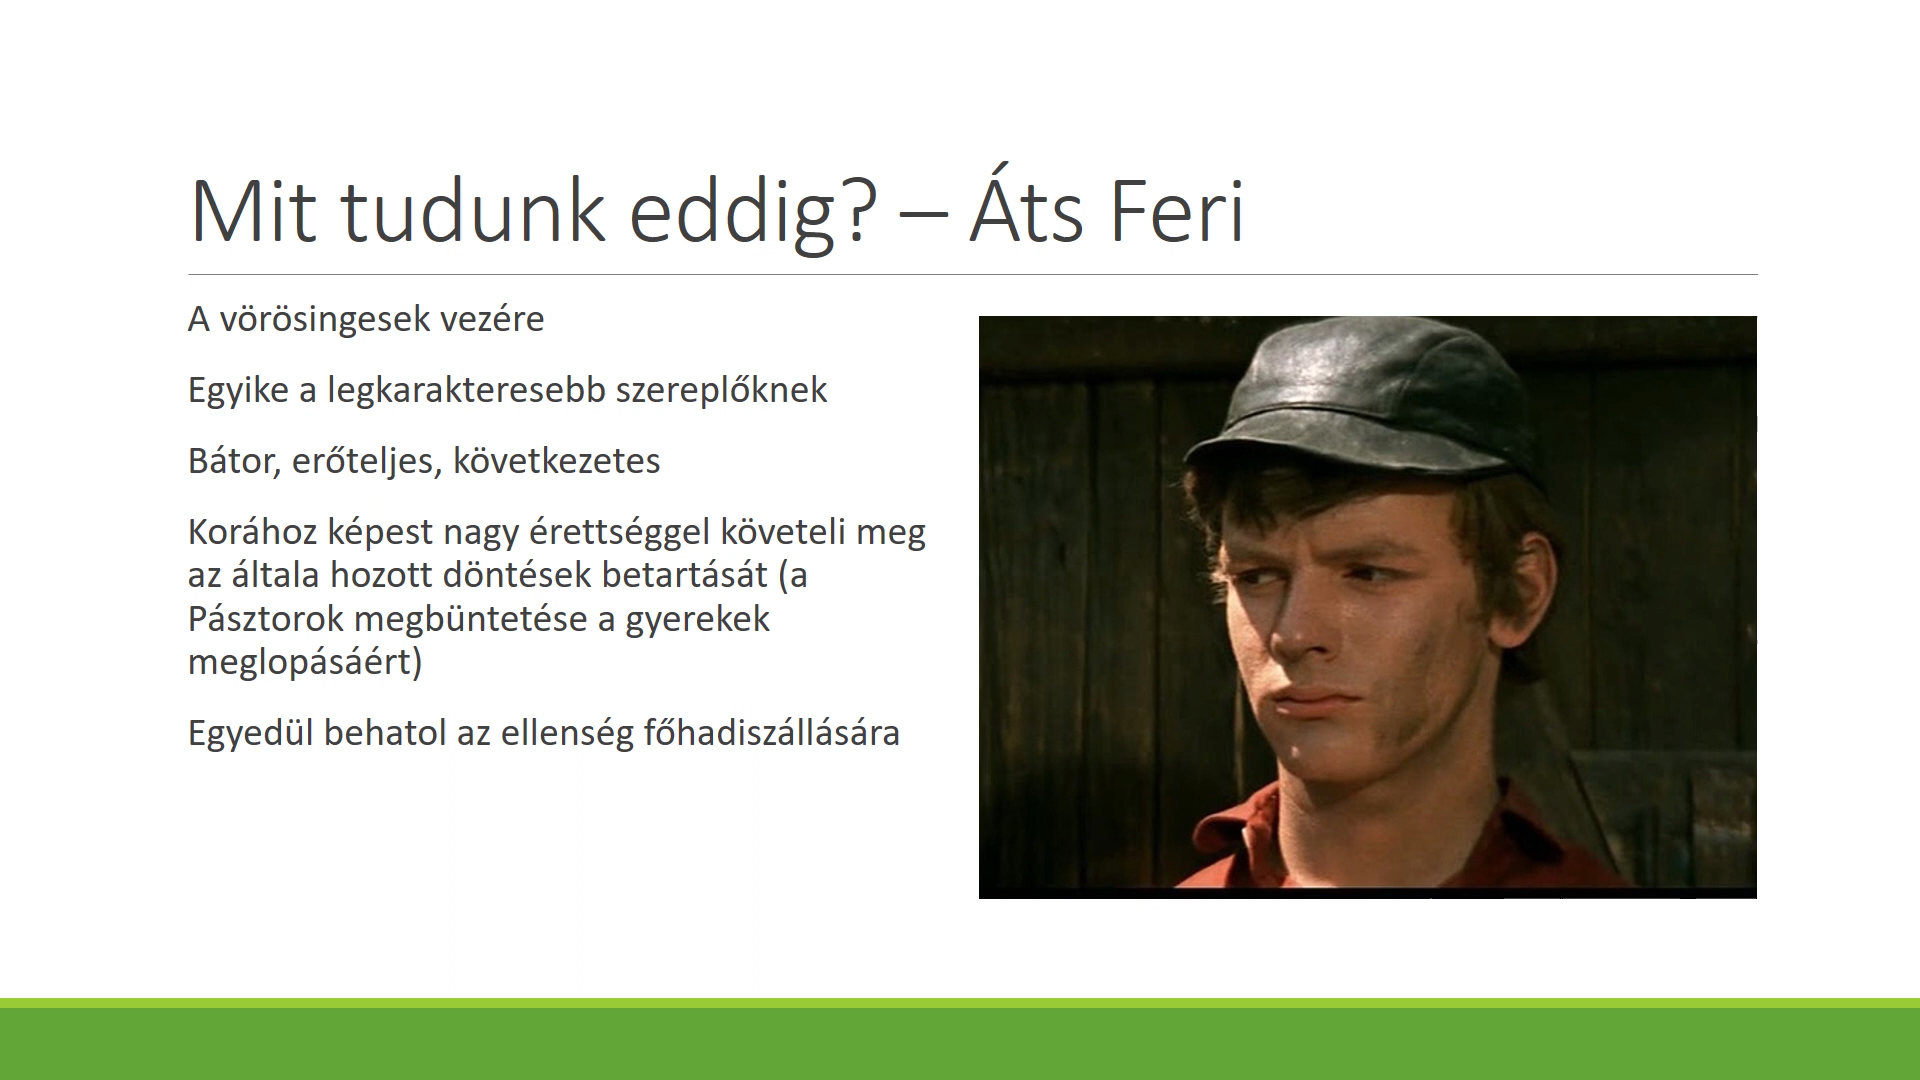 Mit tudunk eddig? – Áts Feri
A vörösingesek vezére
Egyike a legkarakteresebb szereplőknek
Bátor, erőteljes, következetes
Korához képest nagy érettséggel követeli meg
az általa hozott döntések betartását (a
Pásztorok megbüntetése a gyerekek
meglopásáért)
Egyedül behatol az ellenség főhadiszállására